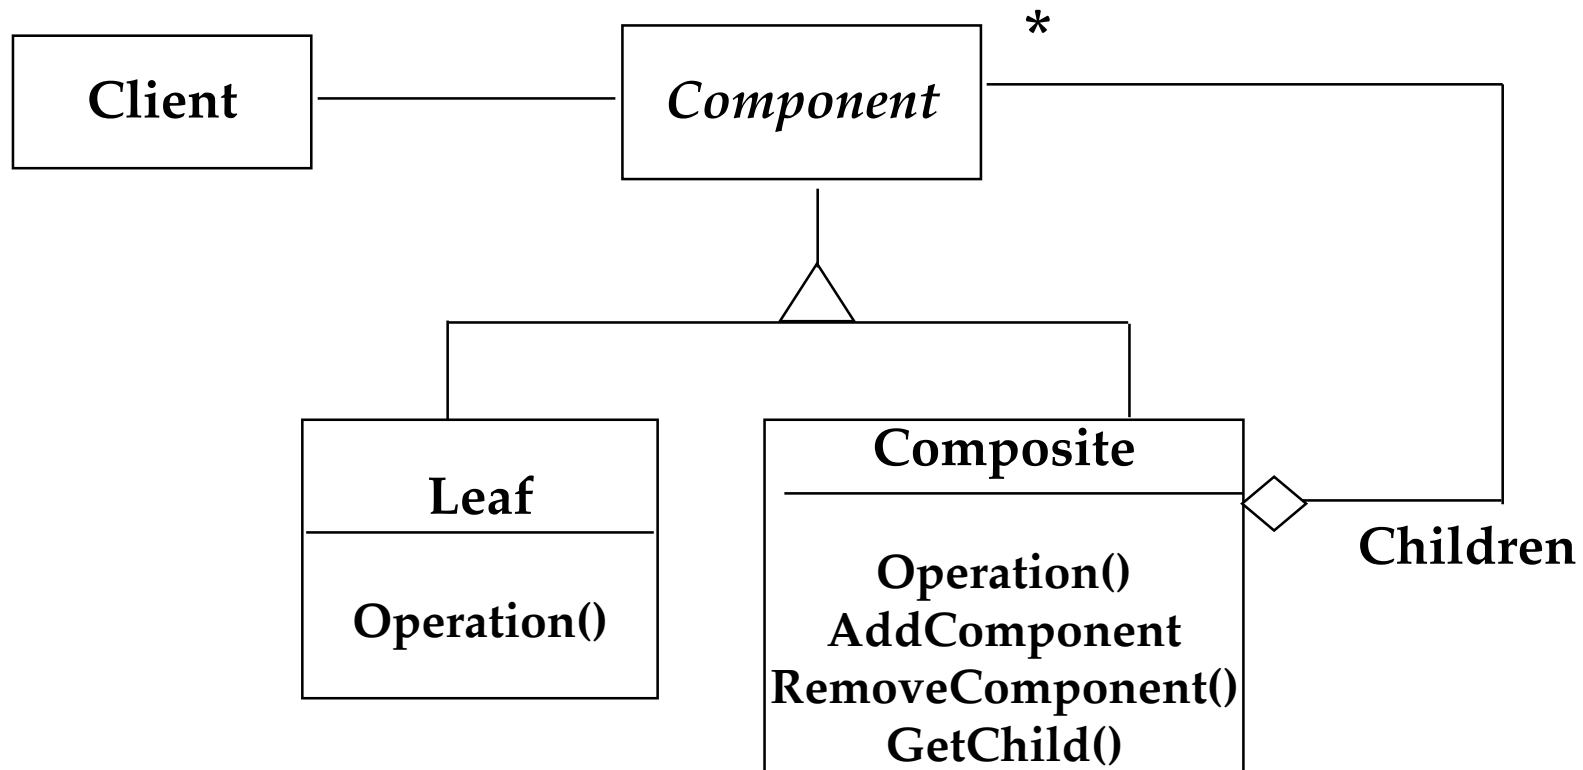 *
Client
Component
Leaf
Operation()
Composite
Operation()
AddComponent
RemoveComponent()
GetChild()
Children